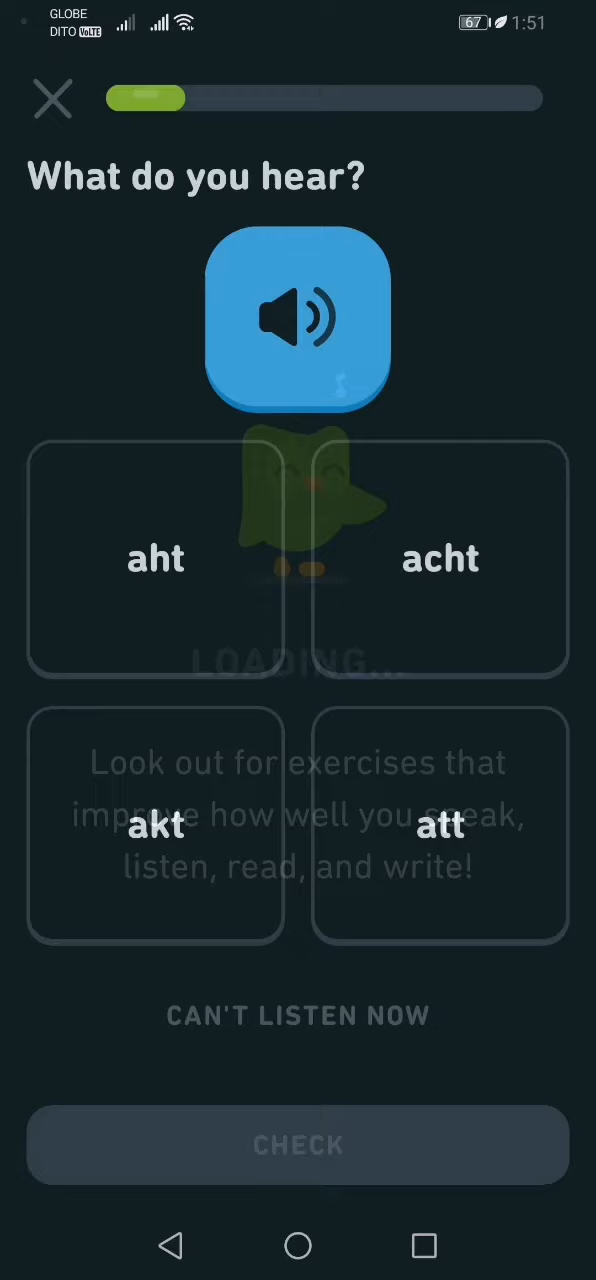 GLOBE
DITO VoLTE
67 1:51
What do you hear?
aht
acht
LOADING...
Look out for exercises that
improve how well you speak,
listen, read, and write!
akt
att
CAN'T LISTEN NOW
CHECK